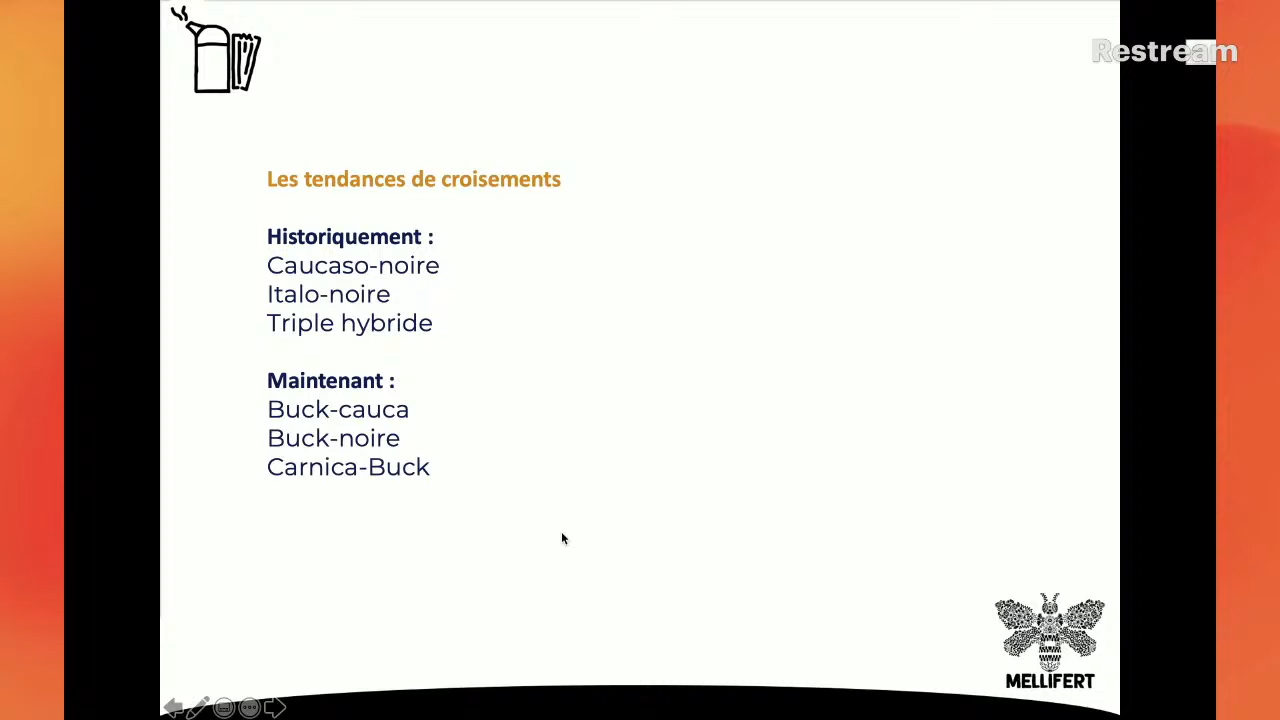 Restream
Les tendances de croisements
Historiquement :
Caucaso-noire
Italo-noire
Triple hybride
Maintenant :
Buck-cauca
Buck-noire
Carnica-Buck
MELLIFERT